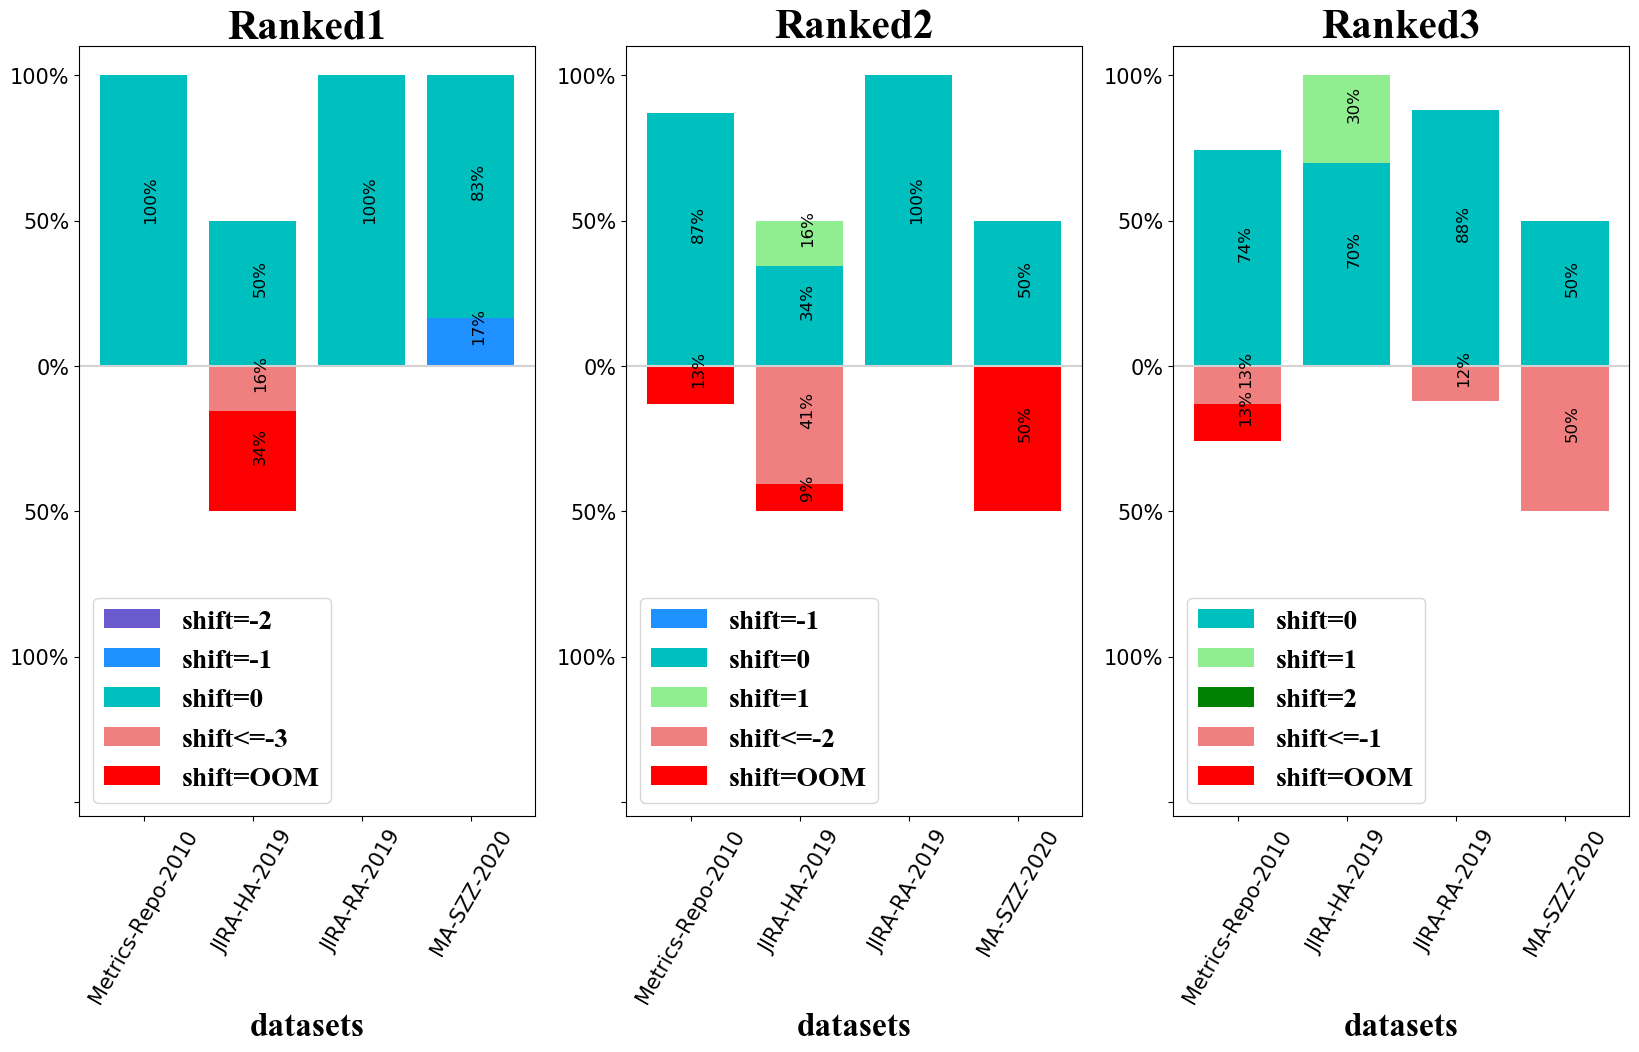 Ranked1
100%
50%
0%
50%
100%
100%
50%
16%
34%
100%
83%
17%
shift=-2
shift=-1
shift=0
shift<=-3
shift=OOM
Metrics-Repo-2010
JIRA-HA-2019
JIRA-RA-2019
MA-SZZ-2020
datasets
Ranked2
100%
50%
0%
50%
100%
87%
13%
16%
34%
41%
9%
100%
50%
50%
shift=-1
shift=0
shift=1
shift<=-2
shift=OOM
Metrics-Repo-2010
JIRA-HA-2019
JIRA-RA-2019
MA-SZZ-2020
datasets
Ranked3
100%
50%
0%
50%
100%
74%
13%
13%
30%
70%
88%
12%
50%
50%
shift=0
shift=1
shift=2
shift<=-1
shift=OOM
Metrics-Repo-2010
JIRA-HA-2019
JIRA-RA-2019
MA-SZZ-2020
datasets